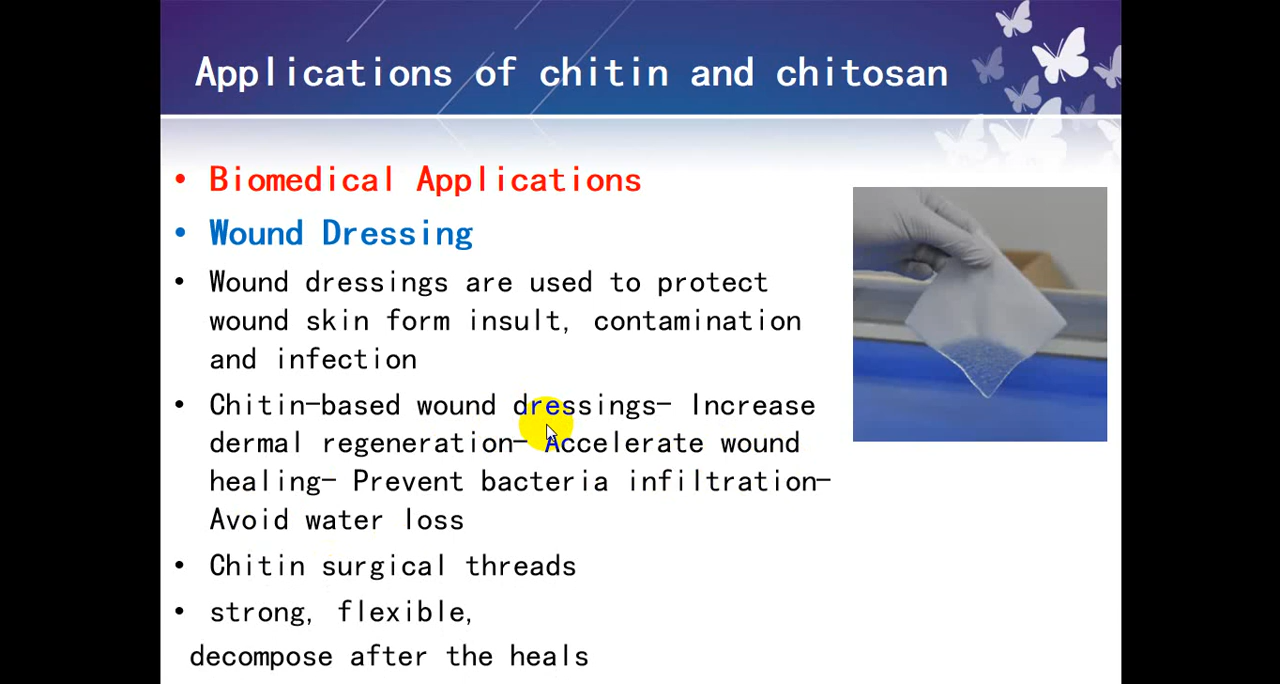 Applications of chitin and chitosan
• Biomedical Applications
• Wound Dressing
• Wound dressings are used to protect
wound skin form insult, contamination
and infection
• Chitin-based wound dressings- Increase
dermal regeneration- Accelerate wound
healing- Prevent bacteria infiltration-
Avoid water loss
• Chitin surgical threads
• strong, flexible,
decompose after the heals